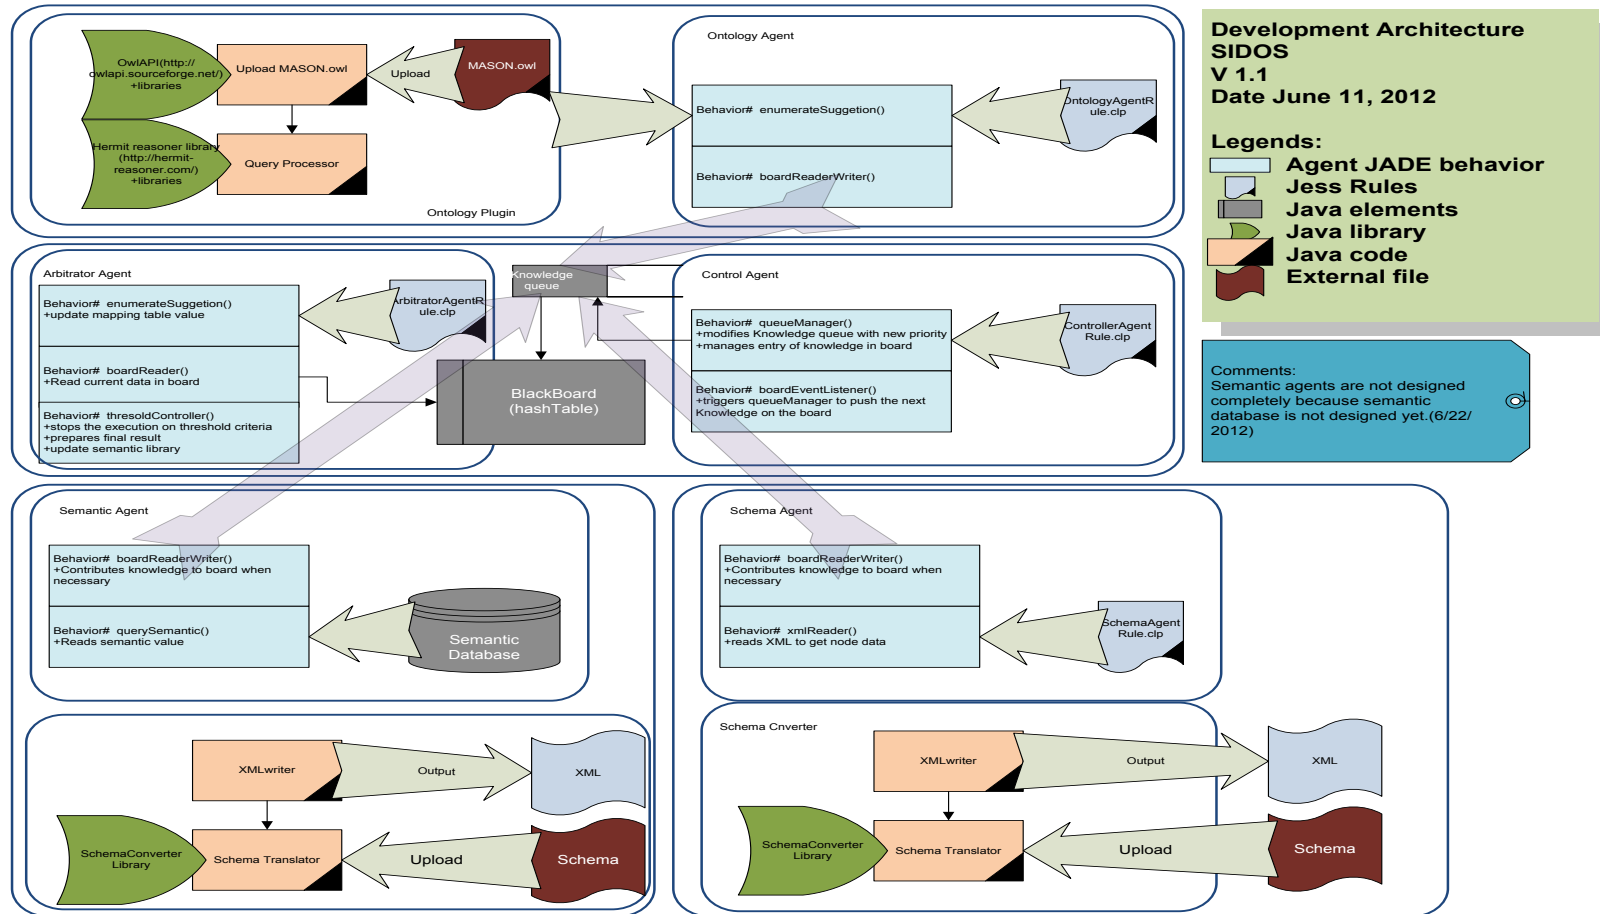 OwlAPI(http://
owlapi.sourceforge.net/)
+libraries
Upload MASON.owl
Upload
MASON.owl
Hermit reasoner library
(http://hermit-
reasoner.com/)
+libraries
Query Processor
Ontology Plugin
Ontology Agent
Behavior# enumerateSuggetion()
Behavior# boardReaderWriter()
OntologyAgentR
ule.clp
Development Architecture
SIDOS
V 1.1
Date June 11, 2012
Legends:
Agent JADE behavior
Jess Rules
Java elements
Java library
Java code
External file
Arbitrator Agent
Behavior# enumerateSuggetion()
+update mapping table value
Behavior# boardReader()
+Read current data in board
Behavior# thresoldController()
+stops the execution on threshold criteria
+prepares final result
+update semantic library
ArbitratorAgentR
ule.clp
Knowledge
queue
BlackBoard
(hashTable)
Control Agent
Behavior# queueManager()
+modifies Knowledge queue with new priority
+manages entry of knowledge in board
Behavior# boardEventListener()
+triggers queueManager to push the next
Knowledge on the board
ControllerAgent
Rule.clp
Comments:
Semantic agents are not designed
completely because semantic
database is not designed yet.(6/22/
2012)
Semantic Agent
Behavior# boardReaderWriter()
+Contributes knowledge to board when
necessary
Behavior# querySemantic()
+Reads semantic value
Semantic
Database
Schema Agent
Behavior# boardReaderWriter()
+Contributes knowledge to board when
necessary
Behavior# xmlReader()
+reads XML to get node data
SchemaAgent
Rule.clp
XMLwriter
Output
XML
SchemaConverter
Library
Schema Translator
Upload
Schema
Schema Cnverter
XMLwriter
Output
XML
SchemaConverter
Library
Schema Translator
Upload
Schema